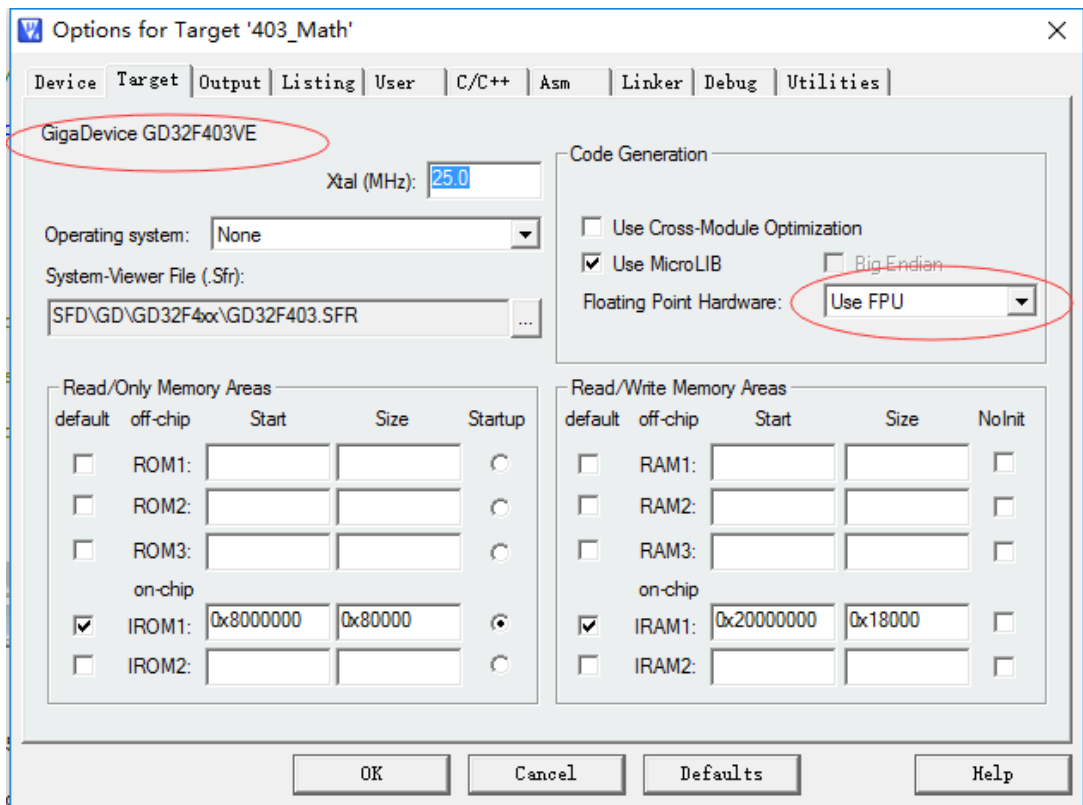 Options for Target '403_Math'
Device Target Output Listing User C/C++ Asm Linker Debug Utilities
GigaDevice GD32F403VE
Xtal (MHz): 25.0
Operating system: None
System-Viewer File (.Sfr):
SFD\GD\GD32F4xx\GD32F403.SFR ...
Code Generation
Use Cross-Module Optimization
Use MicroLIB Big Endian
Floating Point Hardware: Use FPU
Read/Only Memory Areas
default off-chip Start Size Startup
ROM1:
ROM2:
ROM3:
on-chip
IROM1: 0x8000000 0x80000
IROM2:
Read/Write Memory Areas
default off-chip Start Size NoInit
RAM1:
RAM2:
RAM3:
on-chip
IRAM1: 0x20000000 0x18000
IRAM2:
OK Cancel Defaults Help